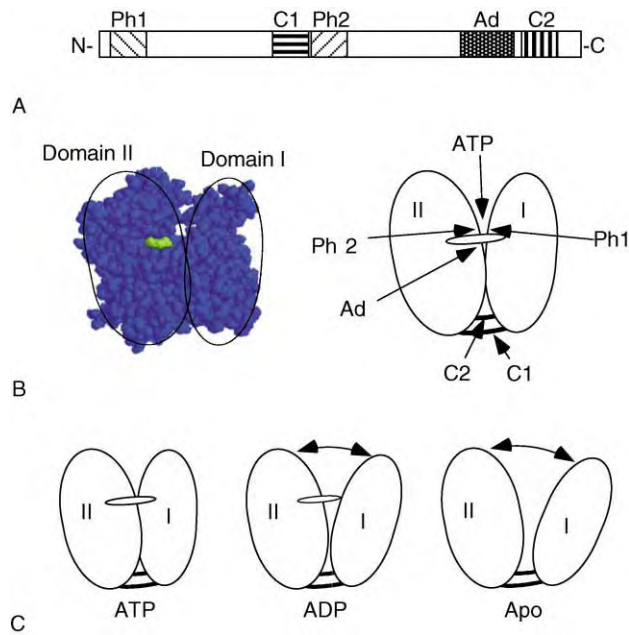 Ph1 C1 Ph2 Ad C2
N- -C
A
Domain II Domain I
ATP
II I
Ph 2 Ph1
Ad
C2 C1
B
II I II I II I
ATP ADP Apo
C